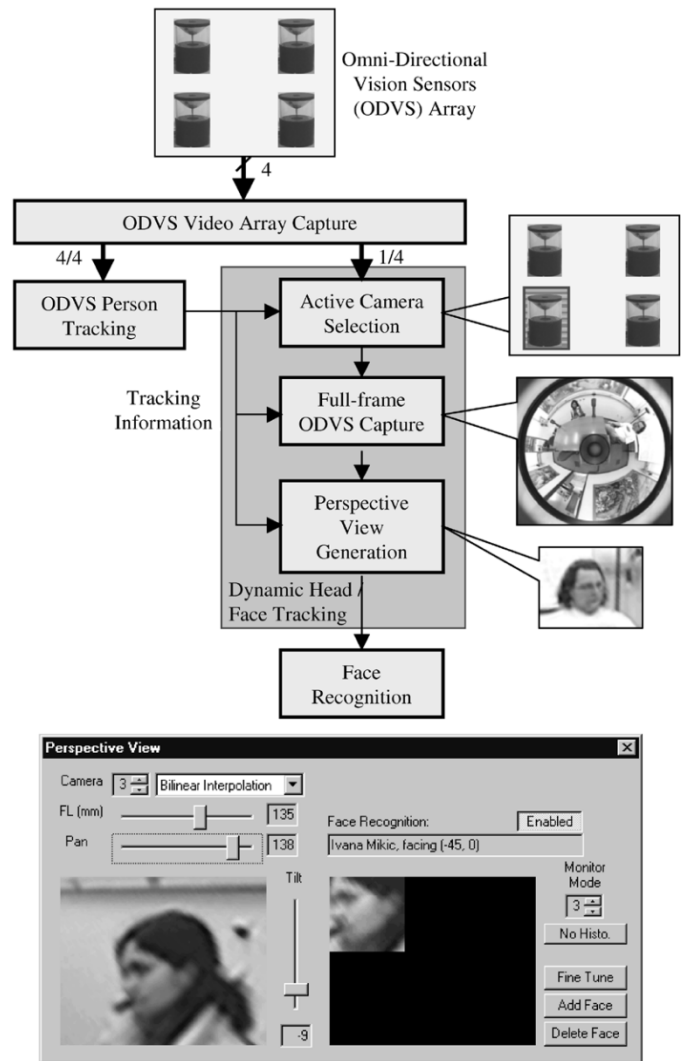 Omni-Directional
Vision Sensors
(ODVS) Array
4
ODVS Video Array Capture
4/4
1/4
ODVS Person
Tracking
Active Camera
Selection
Tracking
Information
Full-frame
ODVS Capture
Perspective
View
Generation
Dynamic Head /
Face Tracking
Face
Recognition
Perspective View
Camera 3 Bilinear Interpolation
FL (mm) 135
Pan 138
Face Recognition: Enabled
Ivana Mikic, facing (-45, 0)
Tilt
-9
Monitor
Mode
3
No Histo.
Fine Tune
Add Face
Delete Face